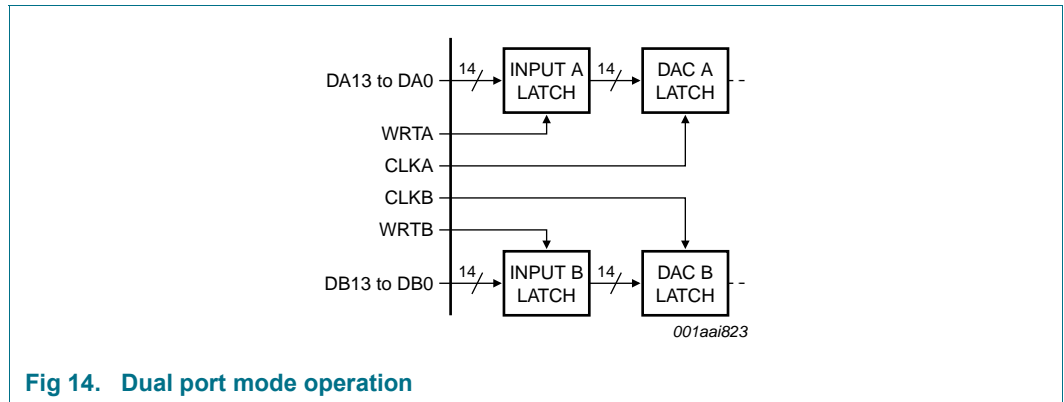 14 INPUT A 14 DAC A
DA13 to DA0 LATCH LATCH
WRTA
CLKA
CLKB
WRTB
14 INPUT B 14 DAC B
DB13 to DB0 LATCH LATCH
001aai823
Fig 14. Dual port mode operation